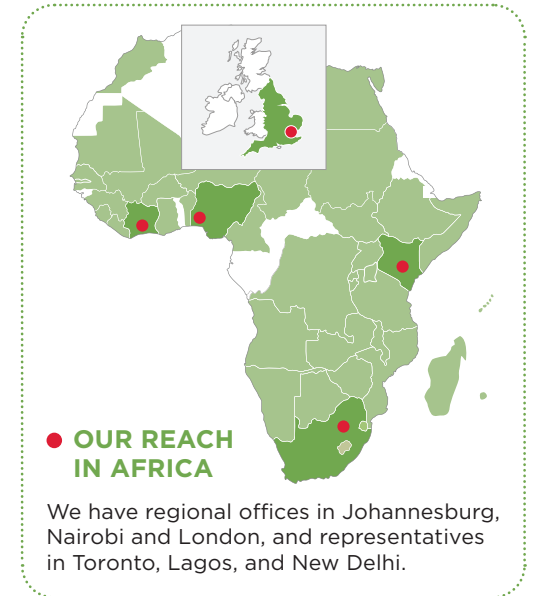 OUR REACH
IN AFRICA
We have regional offices in Johannesburg,
Nairobi and London, and representatives
in Toronto, Lagos, and New Delhi.